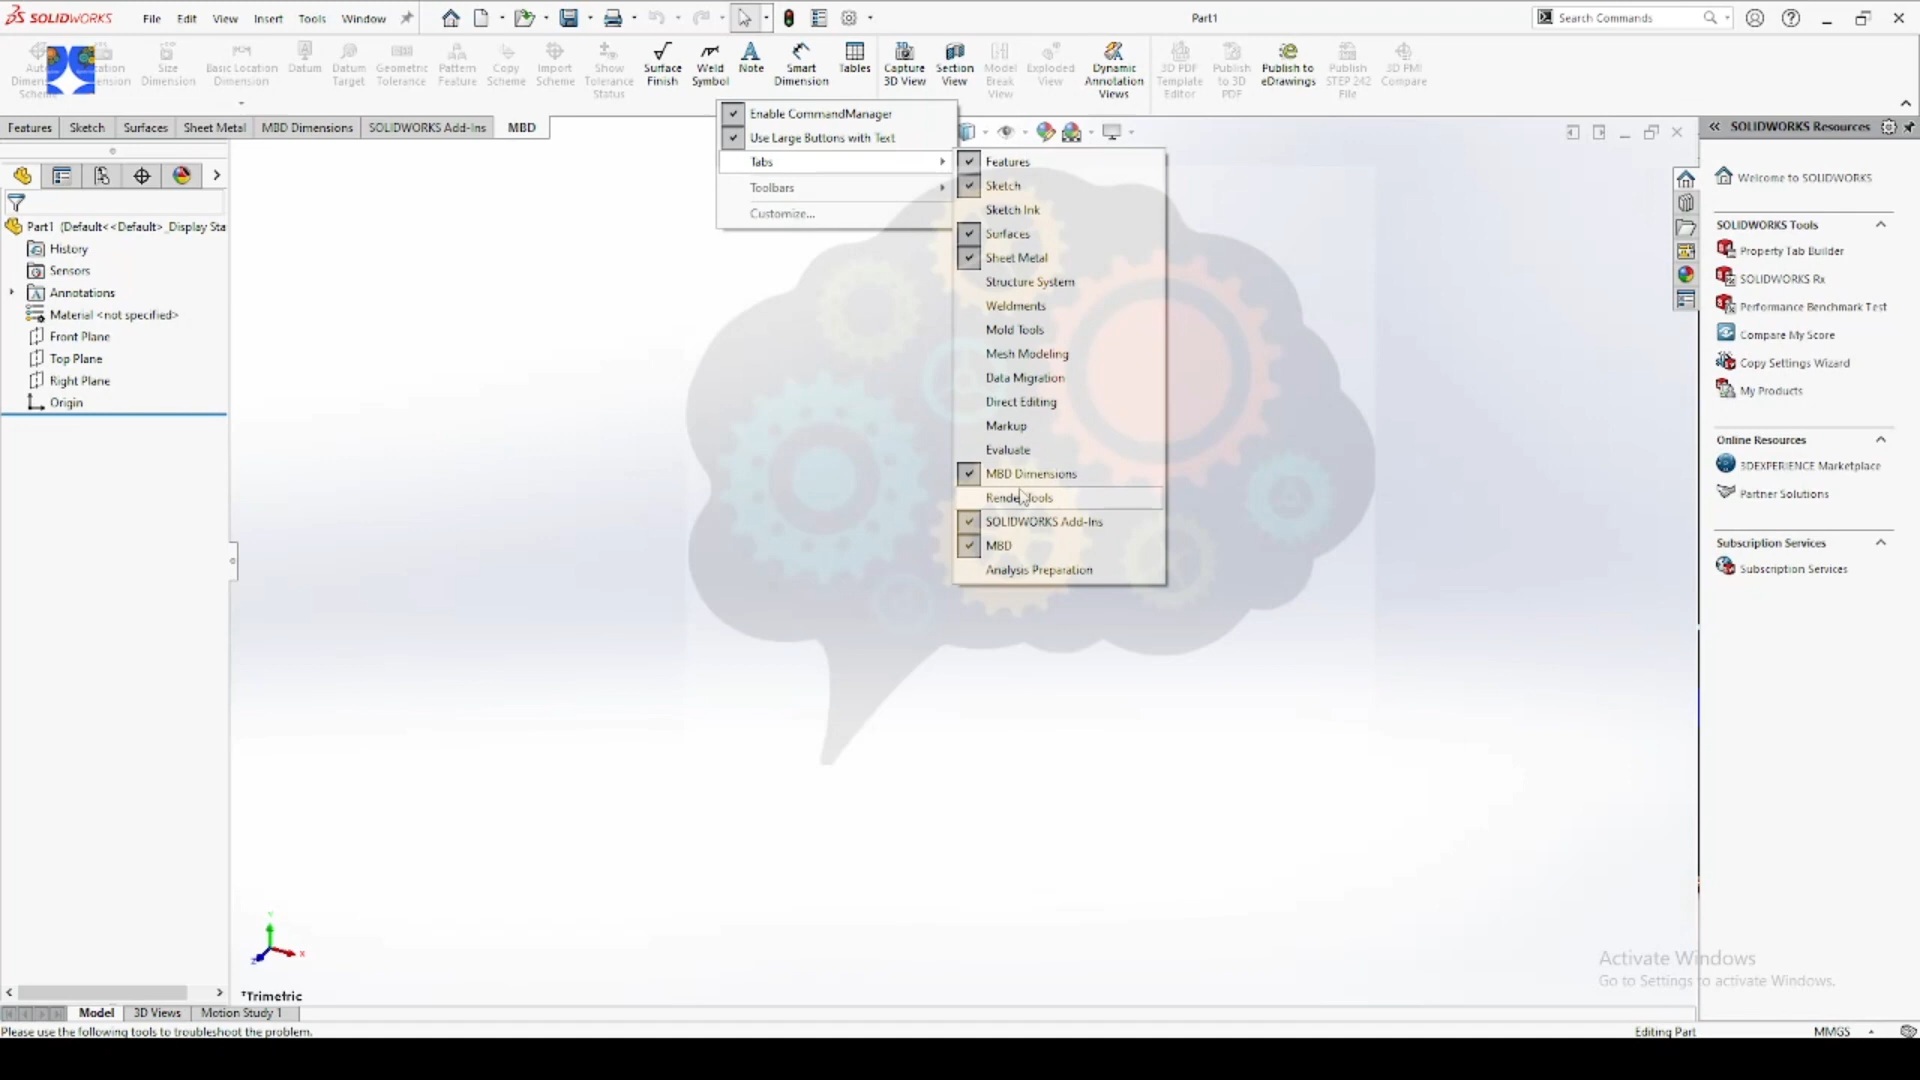 SOLIDWORKS File Edit View Insert Tools Window Part1 Search Commands
Size Dimension
Basic Location Dimension
Datum
Datum Target
Geometric Tolerance
Pattern Feature
Copy Scheme
Import Scheme
Show Tolerance Status
Surface Finish
Weld Symbol
Note
Smart Dimension
Tables
Capture 3D View
Section View
Model Break View
Exploded View
Dynamic Annotation Views
3D PDF Template Editor
Publish to 3D PDF
Publish to eDrawings
Publish STEP 242 File
3D PMI Compare
Features Sketch Surfaces Sheet Metal MBD Dimensions SOLIDWORKS Add-Ins MBD
Enable CommandManager
Use Large Buttons with Text
Tabs
Toolbars
Customize...
Features
Sketch
Sketch Ink
Surfaces
Sheet Metal
Structure System
Weldments
Mold Tools
Mesh Modeling
Data Migration
Direct Editing
Markup
Evaluate
MBD Dimensions
Render Tools
SOLIDWORKS Add-Ins
MBD
Analysis Preparation
Part1 (Default<<Default>_Display Sta
History
Sensors
Annotations
Material <not specified>
Front Plane
Top Plane
Right Plane
Origin
SOLIDWORKS Resources
Welcome to SOLIDWORKS
SOLIDWORKS Tools
Property Tab Builder
SOLIDWORKS Rx
Performance Benchmark Test
Compare My Score
Copy Settings Wizard
My Products
Online Resources
3DEXPERIENCE Marketplace
Partner Solutions
Subscription Services
Subscription Services
Activate Windows
Go to Settings to activate Windows.
*Trimetric
Model 3D Views Motion Study 1
Please use the following tools to troubleshoot the problem. Editing Part MMGS